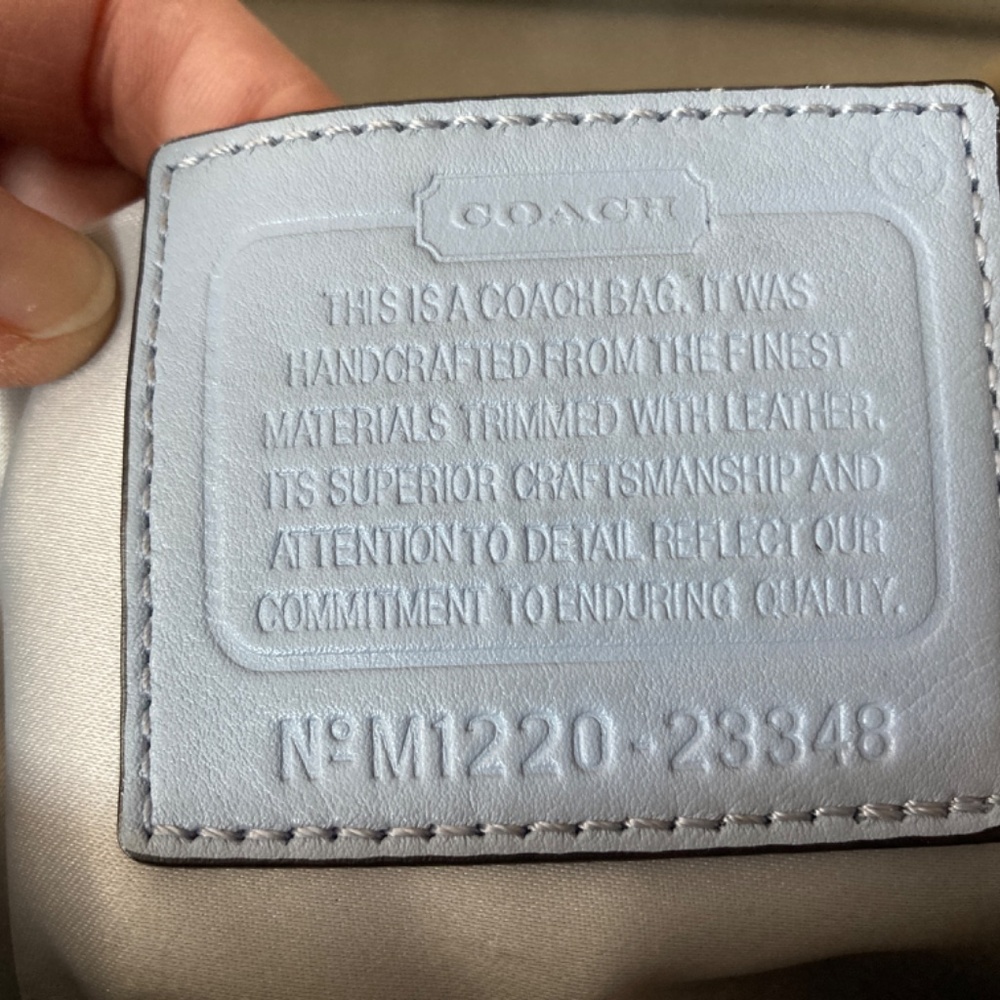 COACH
THIS IS A COACH BAG. IT WAS
HANDCRAFTED FROM THE FINEST
MATERIALS TRIMMED WITH LEATHER.
ITS SUPERIOR CRAFTSMANSHIP AND
ATTENTION TO DETAIL REFLECT OUR
COMMITMENT TO ENDURING QUALITY.
Nº M1220-23348